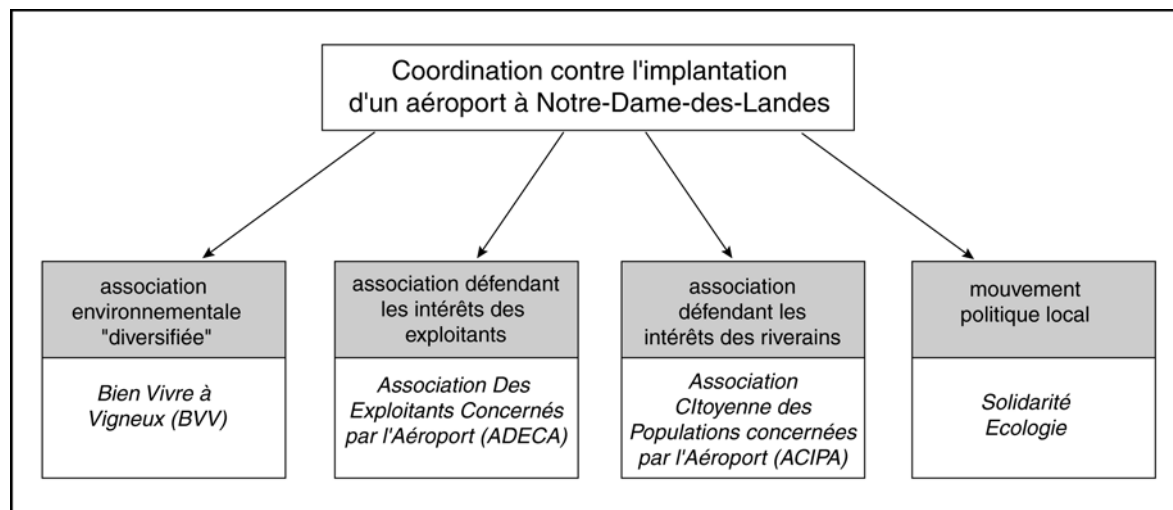 Coordination contre l'implantation
d'un aéroport à Notre-Dame-des-Landes
association
environnementale
"diversifiée"
Bien Vivre à
Vigneux (BVV)
association défendant
les intérêts des
exploitants
Association Des
Exploitants Concernés
par l'Aéroport (ADECA)
association
défendant les
intérêts des riverains
Association
CItoyenne des
Populations concernées
par l'Aéroport (ACIPA)
mouvement
politique local
Solidarité
Ecologie